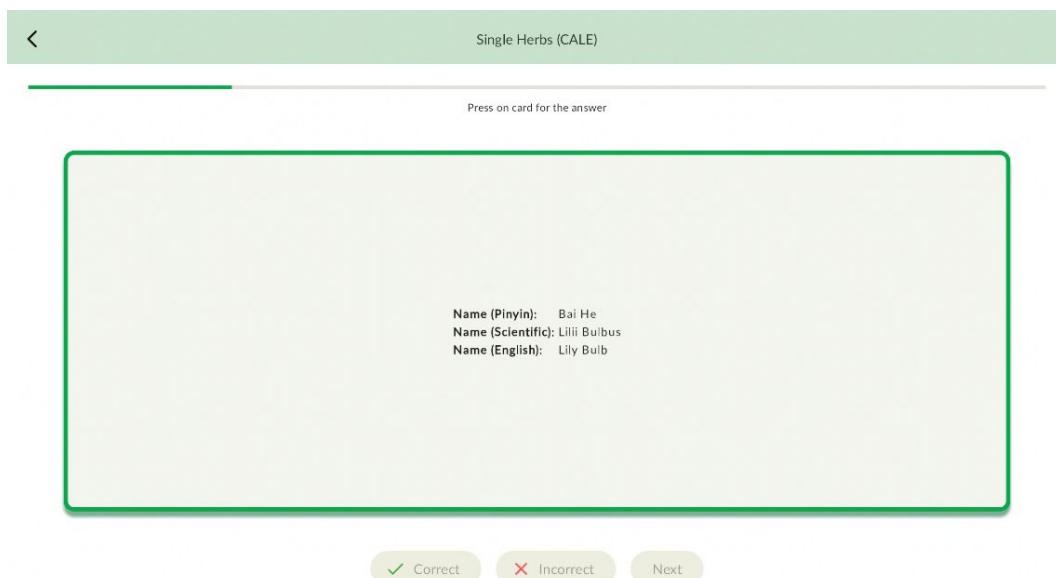 Single Herbs (CALE)
Press on card for the answer
Name (Pinyin): Bai He
Name (Scientific): Lilii Bulbus
Name (English): Lily Bulb
Correct Incorrect Next